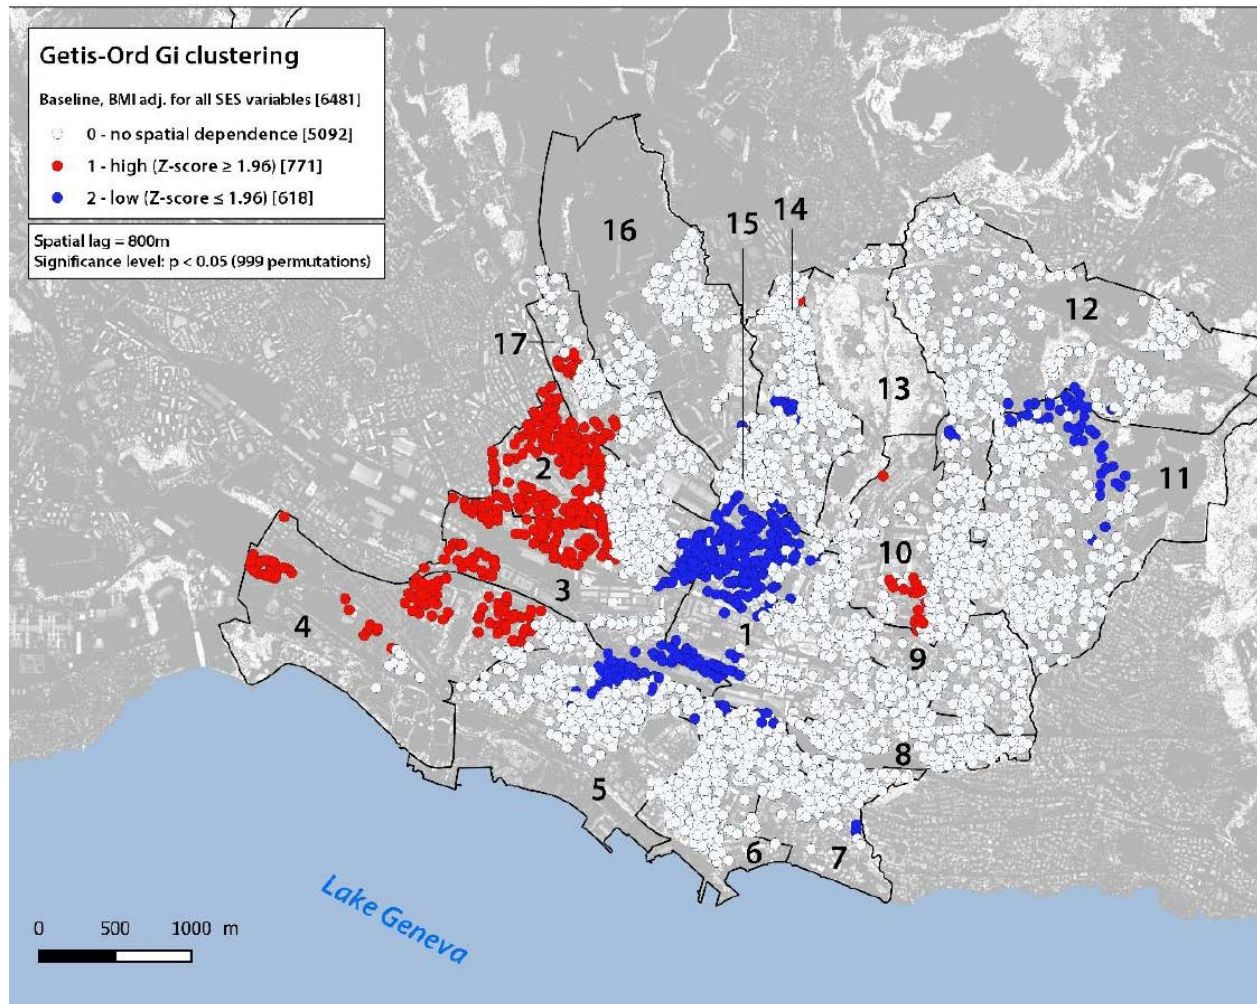 Getis-Ord Gi clustering
Baseline, BMI adj. for all SES variables [6481]
0 - no spatial dependence [5092]
1 - high (Z-score ≥ 1.96) [771]
2 - low (Z-score ≤ 1.96) [618]
Spatial lag = 800m
Significance level: p < 0.05 (999 permutations)
14
15
16
12
17
13
2
11
10
3
4
1
9
8
5
6
7
Lake Geneva
0 500 1000 m